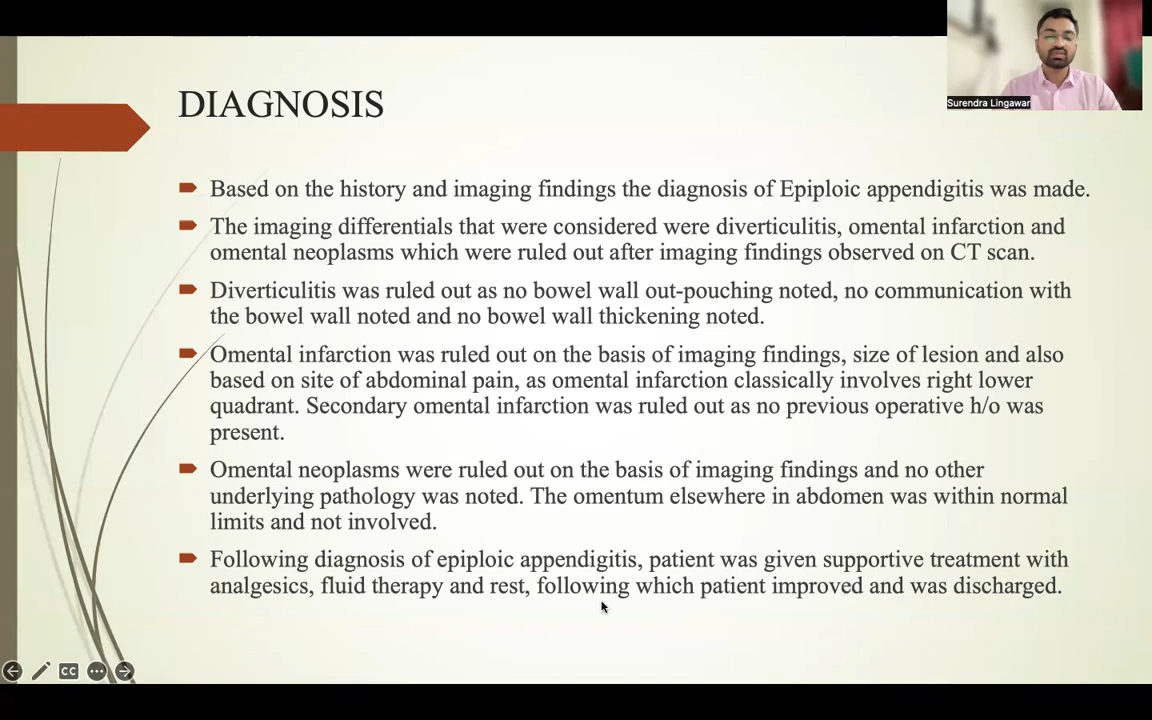 Surendra Lingawar
DIAGNOSIS
Based on the history and imaging findings the diagnosis of Epiploic appendigitis was made.
The imaging differentials that were considered were diverticulitis, omental infarction and
omental neoplasms which were ruled out after imaging findings observed on CT scan.
Diverticulitis was ruled out as no bowel wall out-pouching noted, no communication with
the bowel wall noted and no bowel wall thickening noted.
Omental infarction was ruled out on the basis of imaging findings, size of lesion and also
based on site of abdominal pain, as omental infarction classically involves right lower
quadrant. Secondary omental infarction was ruled out as no previous operative h/o was
present.
Omental neoplasms were ruled out on the basis of imaging findings and no other
underlying pathology was noted. The omentum elsewhere in abdomen was within normal
limits and not involved.
Following diagnosis of epiploic appendigitis, patient was given supportive treatment with
analgesics, fluid therapy and rest, following which patient improved and was discharged.
CC